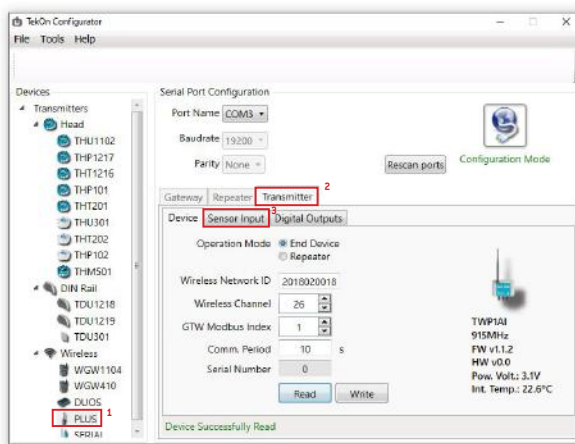 TekOn Configurator
File Tools Help
Devices
Transmitters
Head
THU1102
THP1217
THT1216
THP101
THT201
THU301
THT202
THP102
THM501
DIN Rail
TDU1218
TDU1219
TDU301
Wireless
WGW1104
WGW410
DUOS
PLUS 1
SERIAL
Serial Port Configuration
Port Name COM3
Baudrate 19200
Parity None
Rescan ports
Configuration Mode
Gateway Repeater Transmitter 2
Device Sensor Input 3 Digital Outputs
Operation Mode End Device
Repeater
Wireless Network ID 2018020018
Wireless Channel 26
GTW Modbus Index 1
Comm. Period 10 s
Serial Number 0
Read Write
Device Successfully Read
TWP1AI
915MHz
FW v1.1.2
HW v0.0
Pow. Volt.: 3.1V
Int. Temp.: 22.6°C